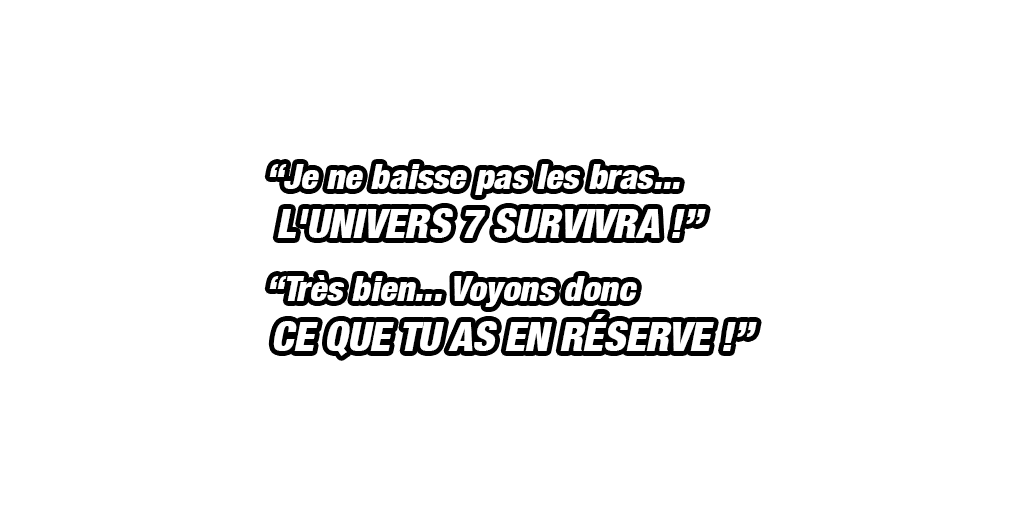 “Je ne baisse pas les bras...
L'UNIVERS 7 SURVIVRA !”
“Très bien... Voyons donc
CE QUE TU AS EN RÉSERVE !”